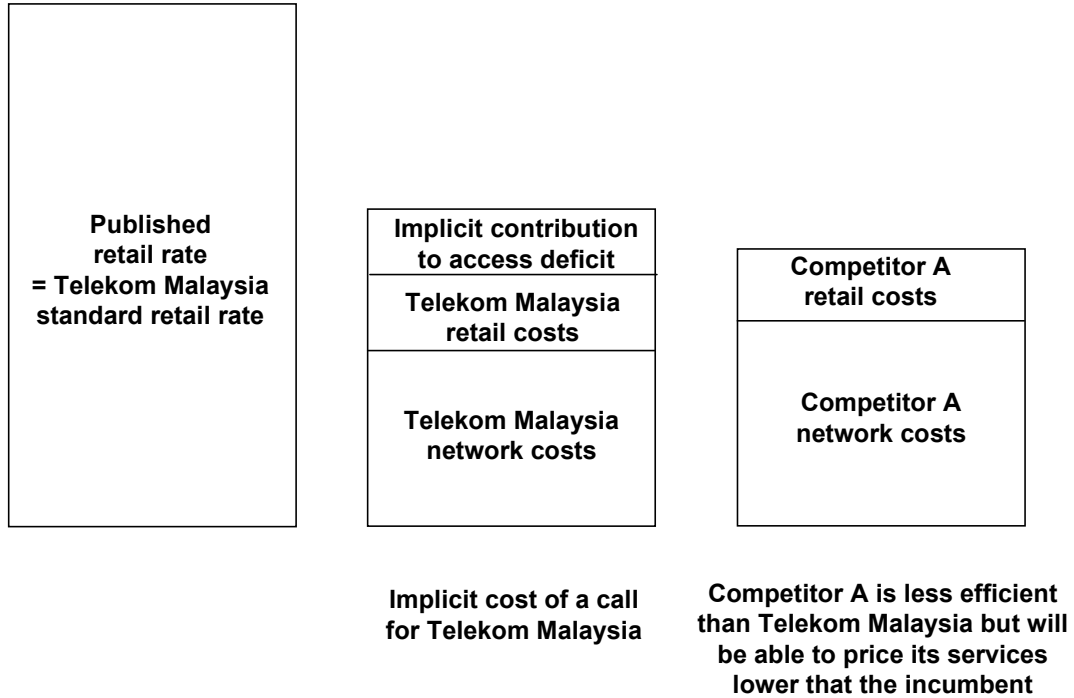 Published
retail rate
= Telekom Malaysia
standard retail rate
Implicit contribution
to access deficit
Telekom Malaysia
retail costs
Telekom Malaysia
network costs
Competitor A
retail costs
Competitor A
network costs
Implicit cost of a call
for Telekom Malaysia
Competitor A is less efficient
than Telekom Malaysia but will
be able to price its services
lower that the incumbent